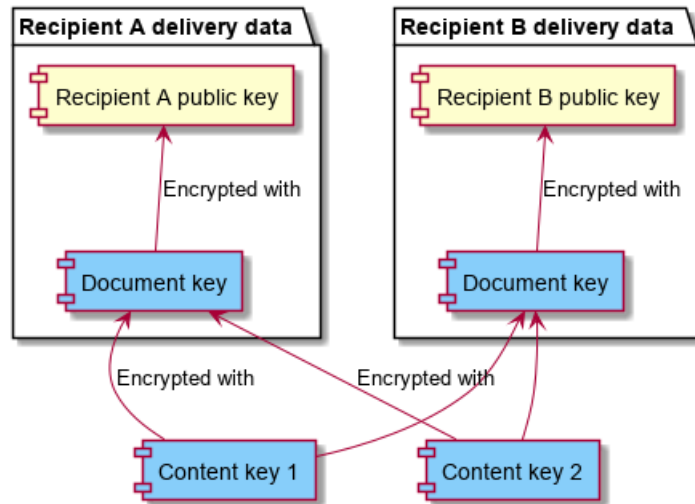 Recipient A delivery data
Recipient B delivery data
Recipient A public key
Recipient B public key
Encrypted with
Encrypted with
Document key
Document key
Encrypted with
Encrypted with
Content key 1
Content key 2